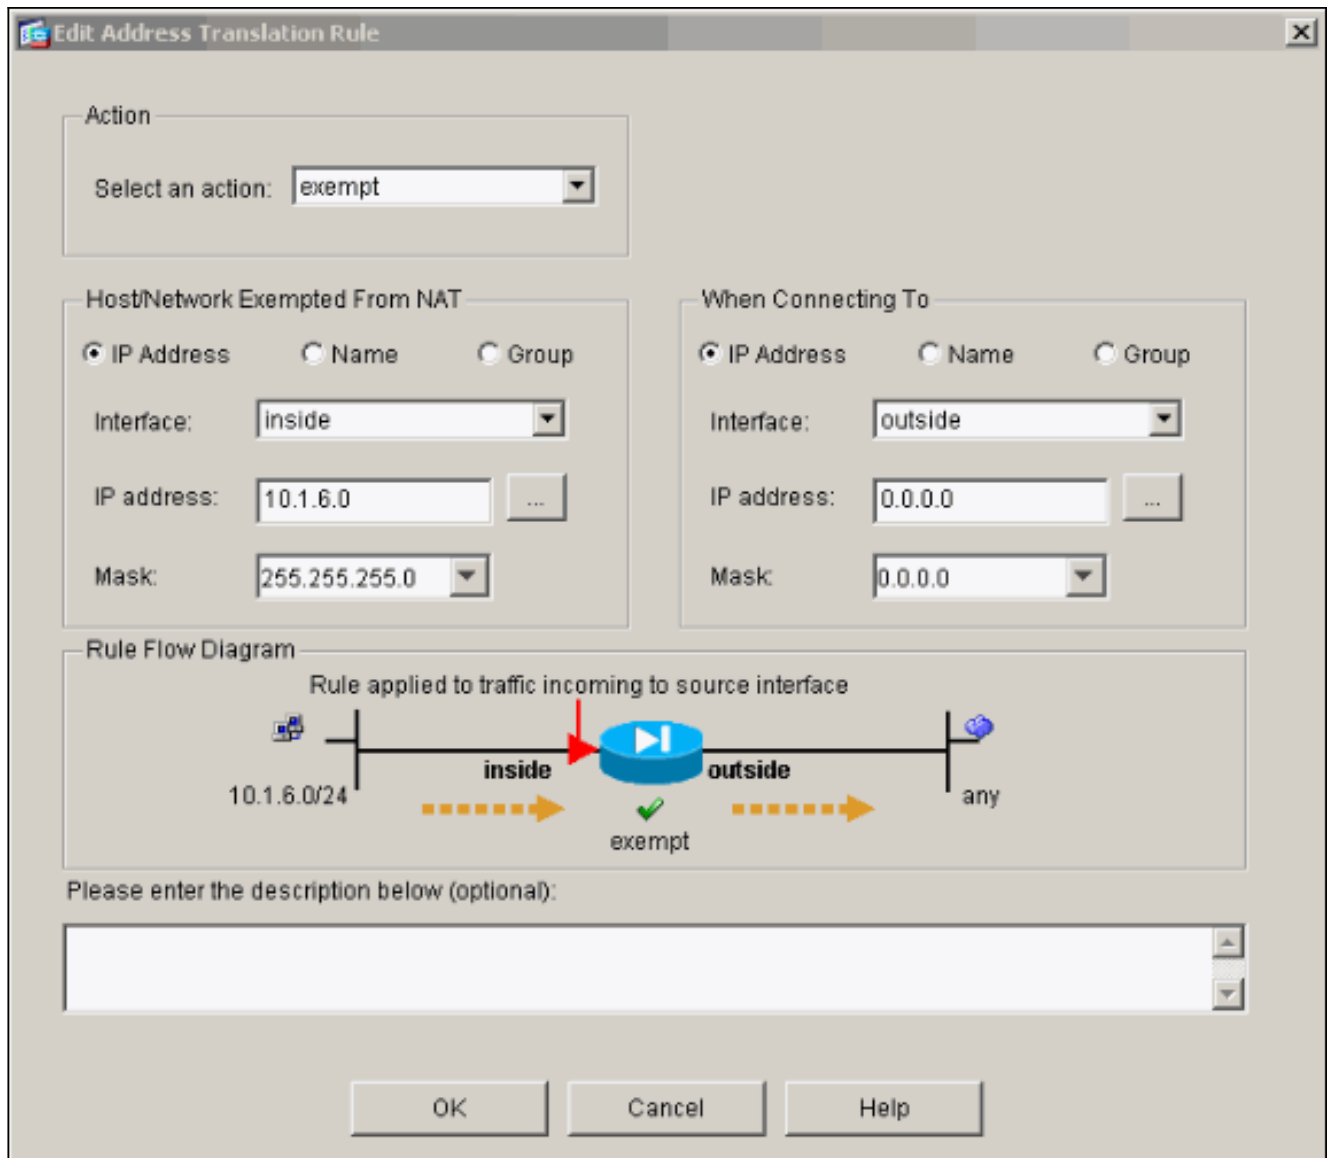 Edit Address Translation Rule
Action
Select an action: exempt
Host/Network Exempted From NAT
IP Address Name Group
Interface: inside
IP address: 10.1.6.0 ...
Mask: 255.255.255.0
When Connecting To
IP Address Name Group
Interface: outside
IP address: 0.0.0.0 ...
Mask: 0.0.0.0
Rule Flow Diagram
Rule applied to traffic incoming to source interface
inside outside
10.1.6.0/24 any
exempt
Please enter the description below (optional):
OK Cancel Help